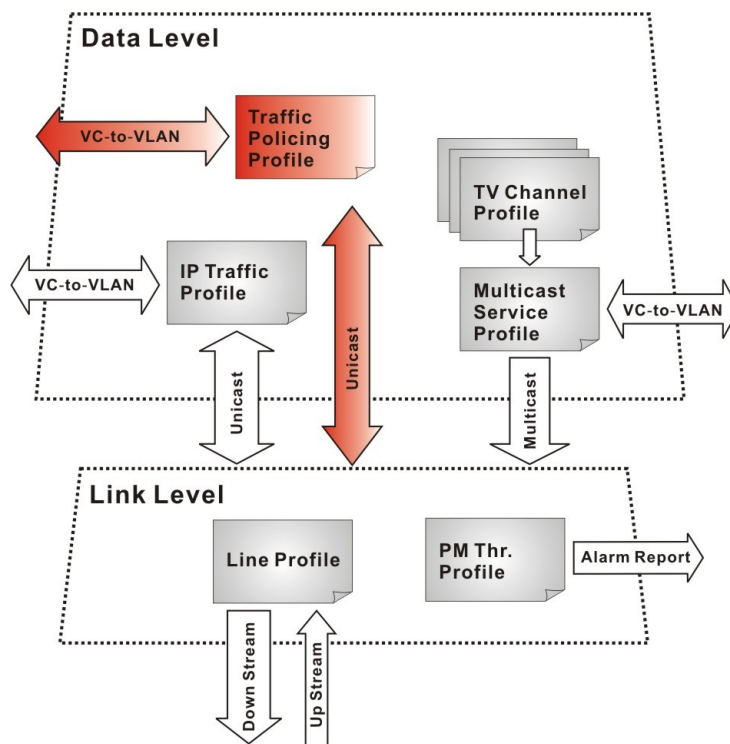 Data Level
VC-to-VLAN
Traffic
Policing
Profile
TV Channel
Profile
VC-to-VLAN
IP Traffic
Profile
Multicast
Service
Profile
VC-to-VLAN
Unicast
Unicast
Multicast
Link Level
Line Profile
PM Thr.
Profile
Alarm Report
Down Stream
Up Stream